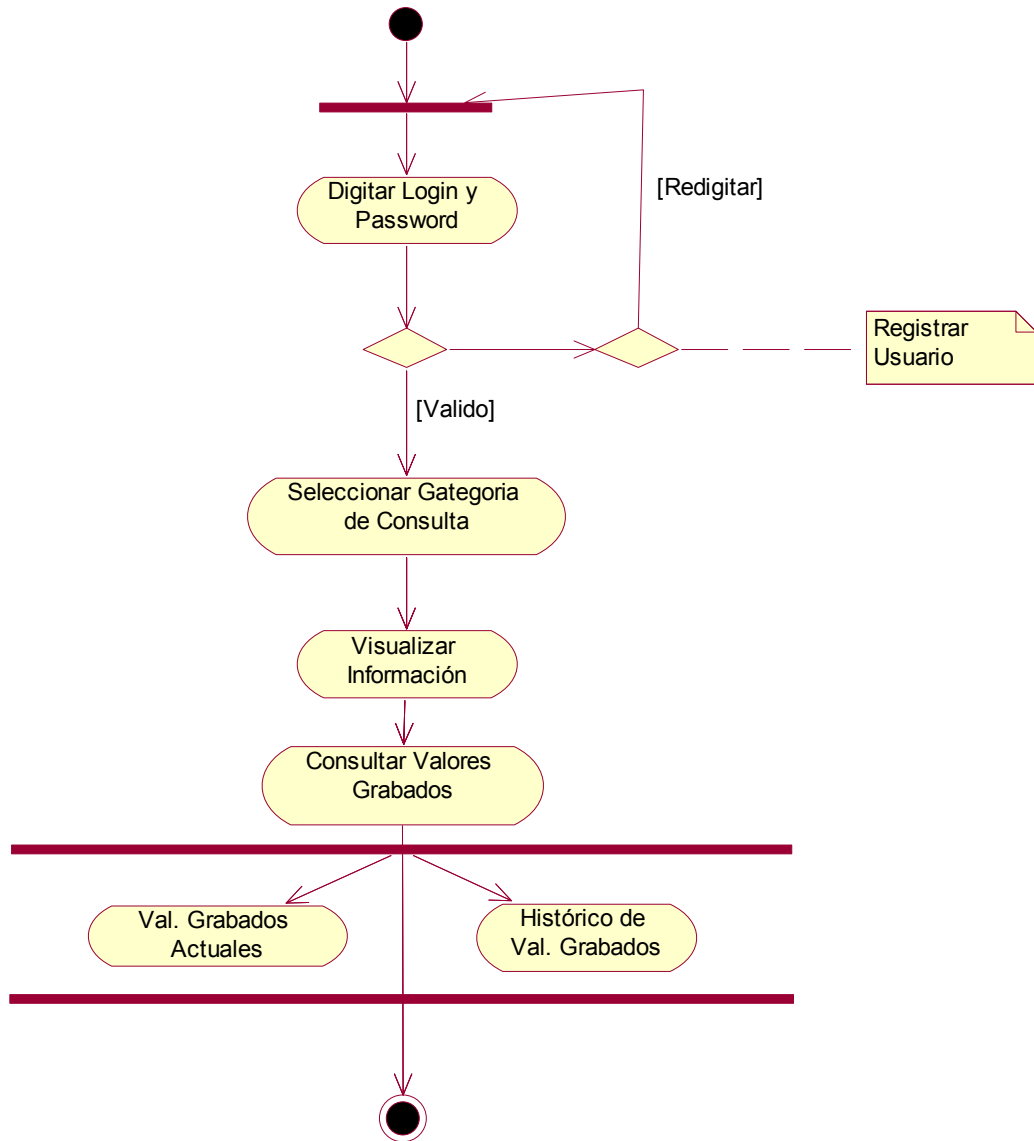 Digitar Login y
Password
[Redigitar]
Registrar
Usuario
[Valido]
Seleccionar Gategoria
de Consulta
Visualizar
Información
Consultar Valores
Grabados
Val. Grabados
Actuales
Histórico de
Val. Grabados